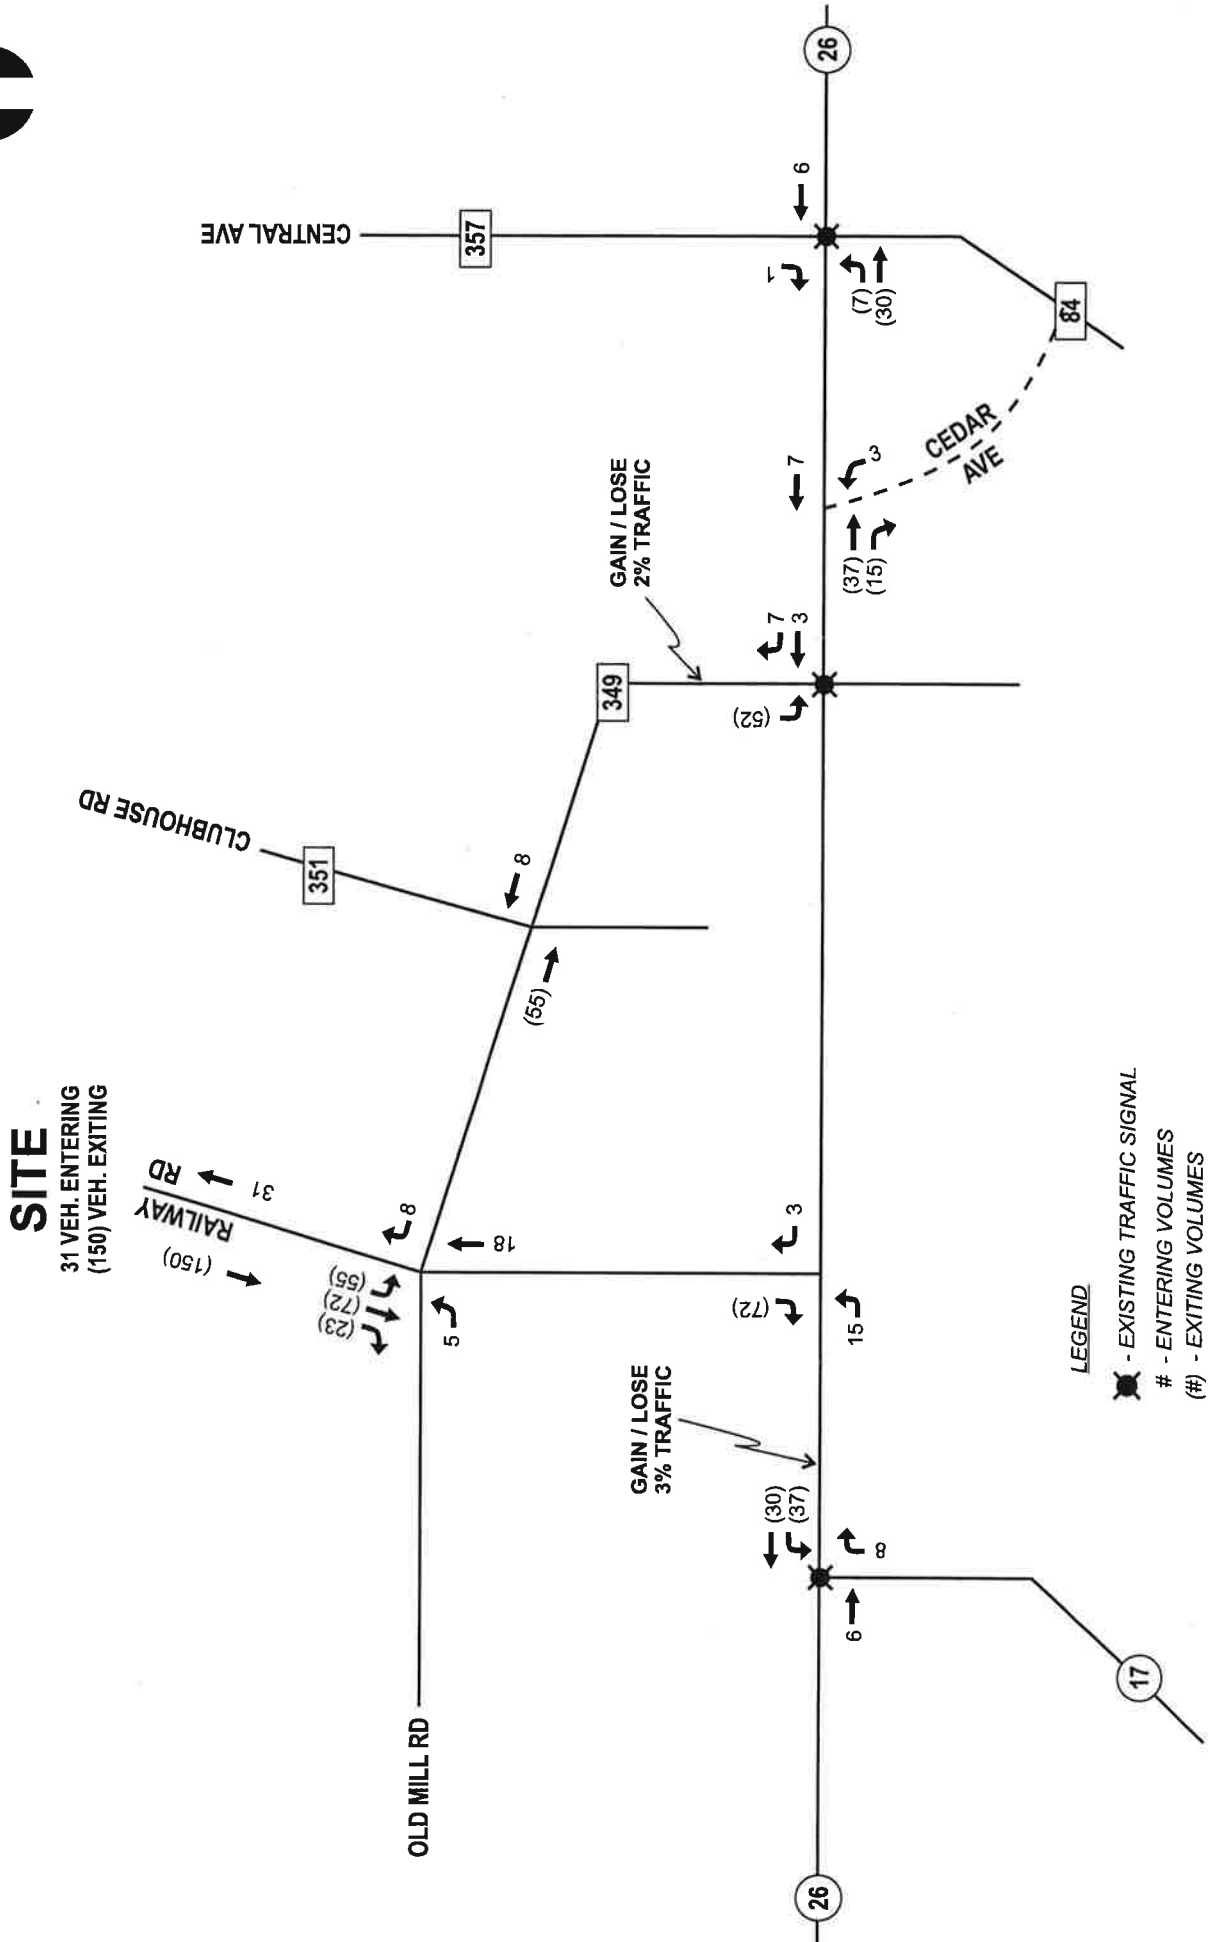 SITE
31 VEH. ENTERING
(150) VEH. EXITING
RAILWAY
RD
31
(150)
CLUBHOUSE RD
351
CENTRAL AVE
357
26
6
1
(7)
(30)
84
CEDAR
AVE
3
7
(37)
(15)
GAIN / LOSE
2% TRAFFIC
349
7
3
(52)
8
(55)
8
18
(55)
(72)
(23)
5
OLD MILL RD
3
(72)
15
GAIN / LOSE
3% TRAFFIC
(30)
(37)
8
6
17
26
LEGEND
- EXISTING TRAFFIC SIGNAL
# - ENTERING VOLUMES
(#) - EXITING VOLUMES